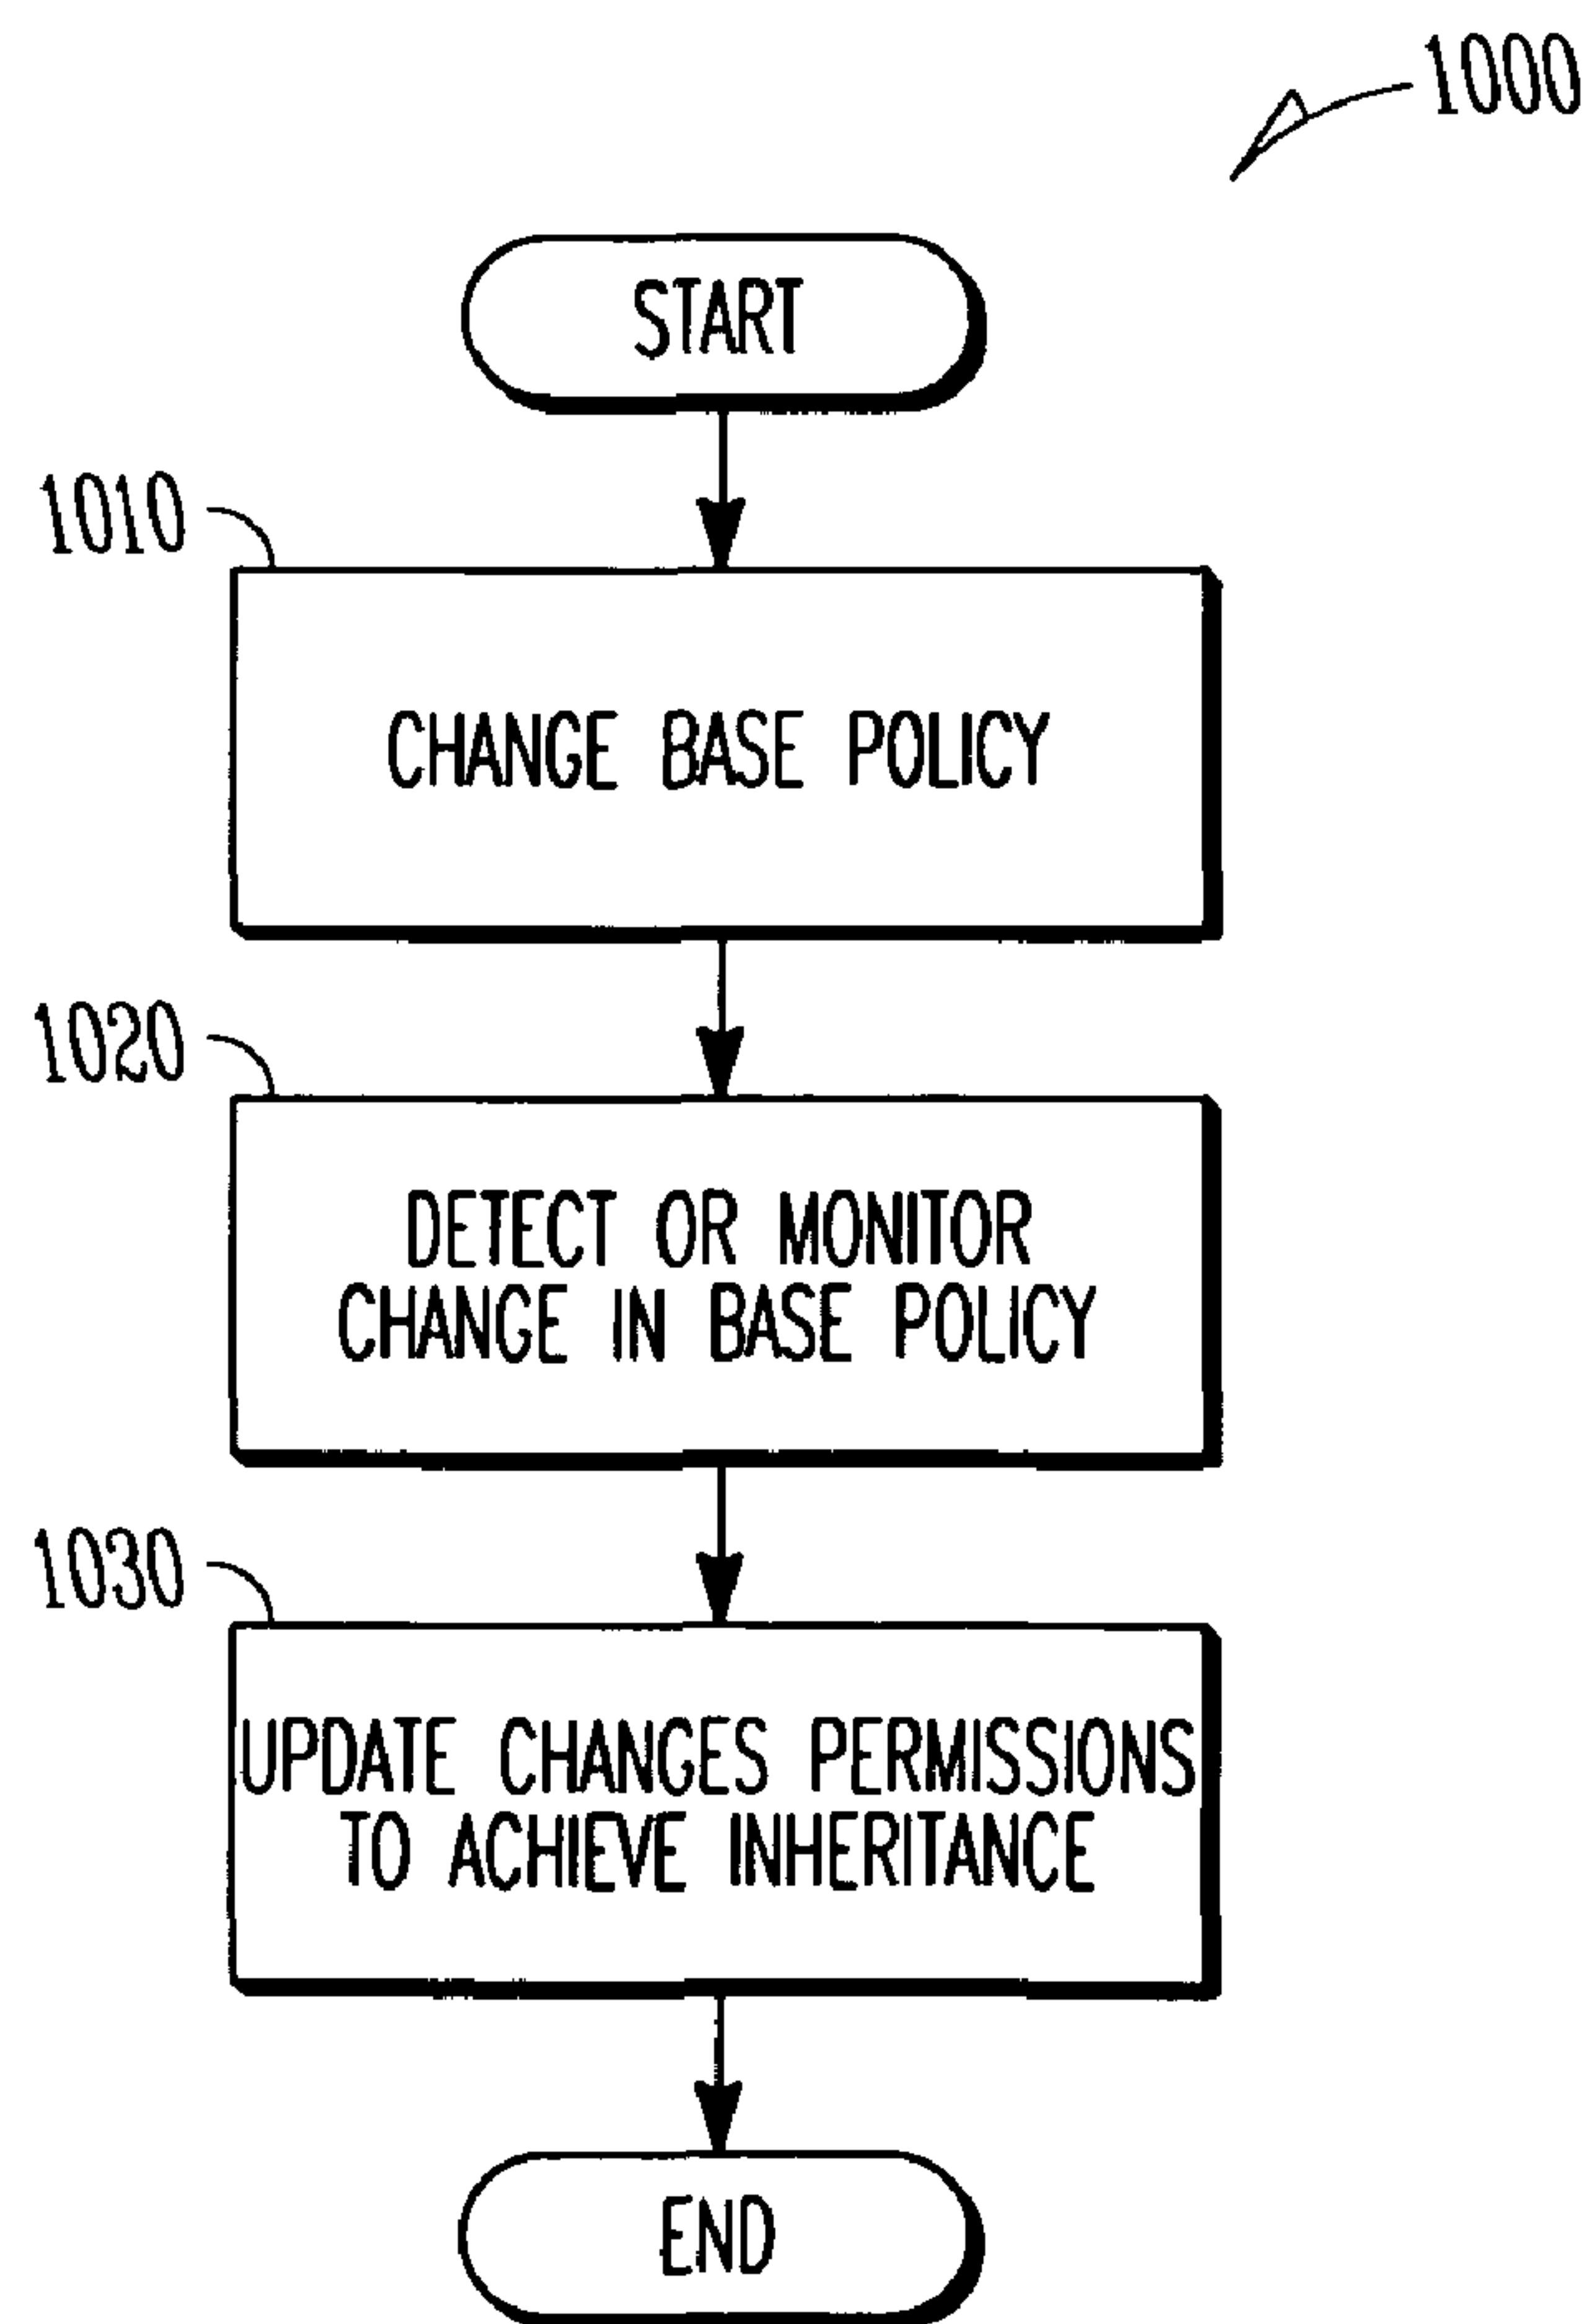 1000
START
1010
CHANGE BASE POLICY
1020
DETECT OR MONITOR
CHANGE IN BASE POLICY
1030
UPDATE CHANGES PERMISSIONS
TO ACHIEVE INHERITANCE
END